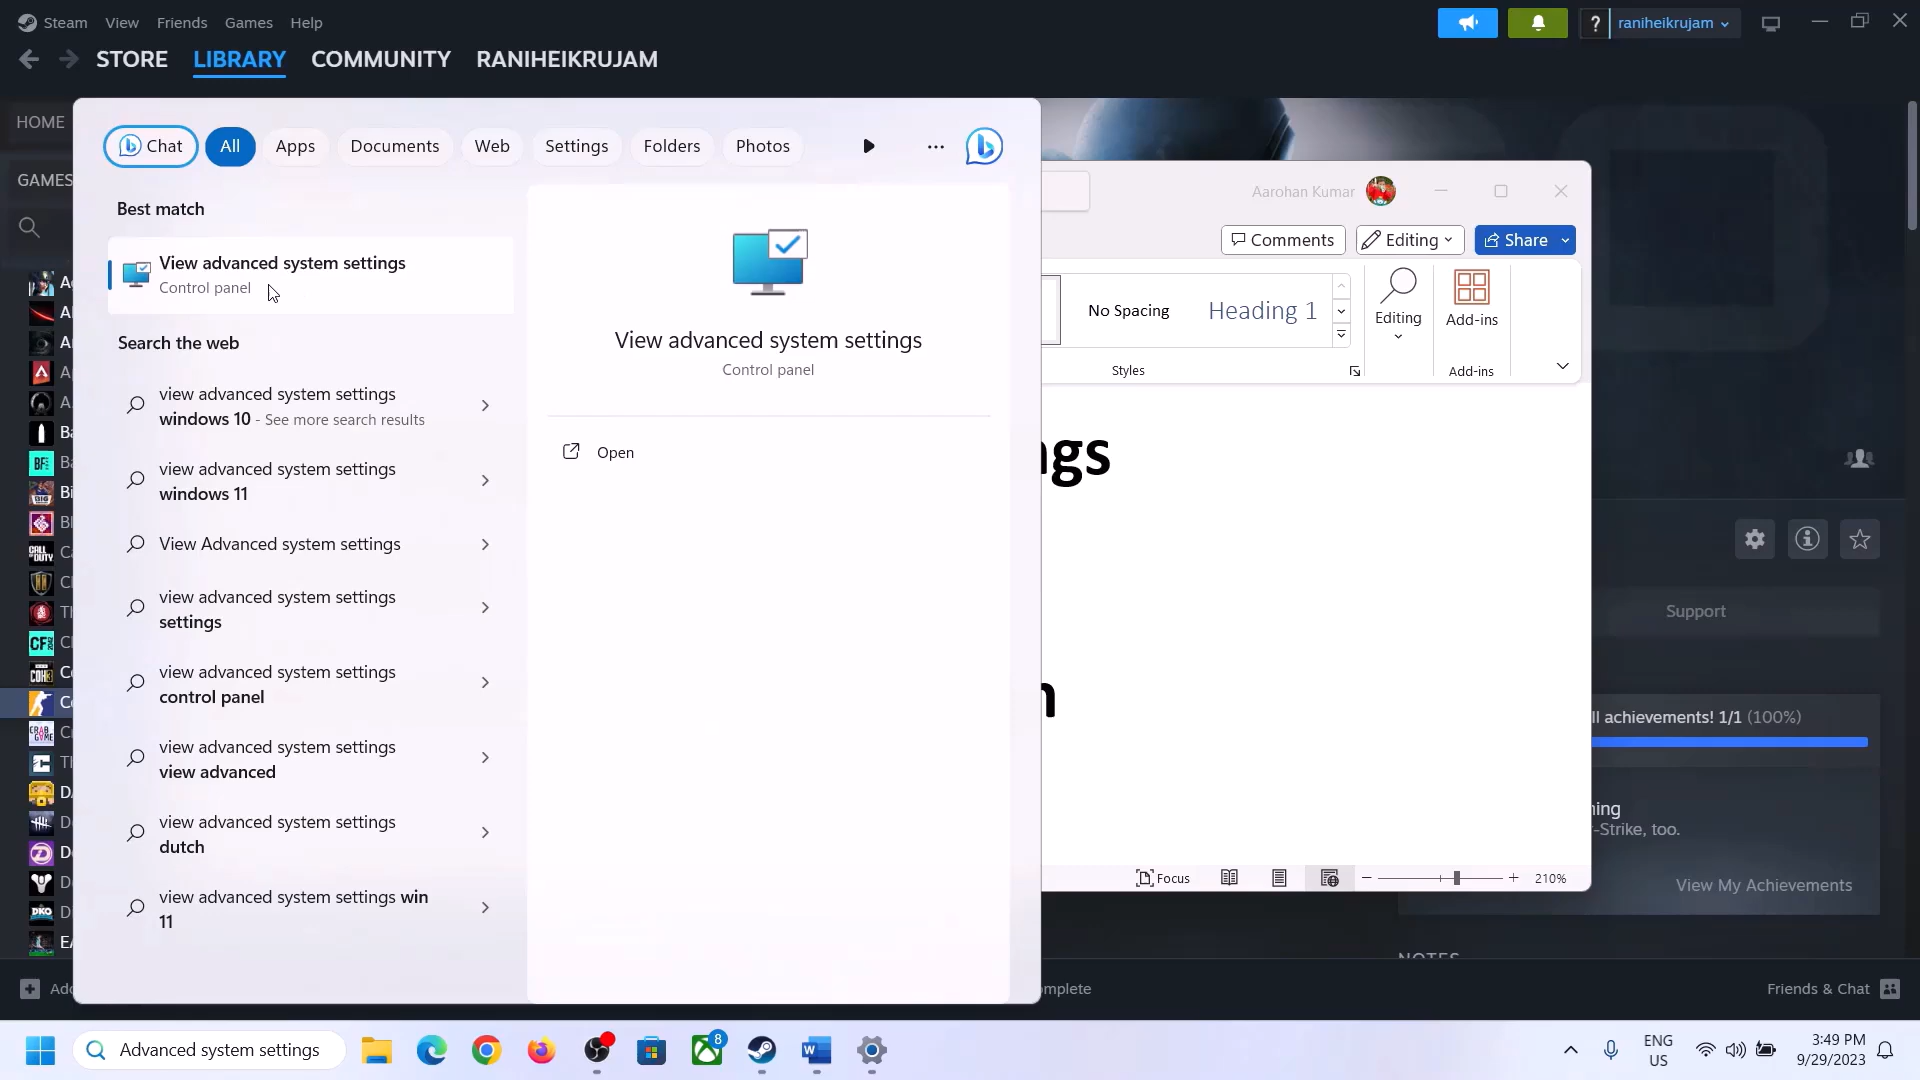 Steam View Friends Games Help
? raniheikrujam
STORE LIBRARY COMMUNITY RANIHEIKRUJAM
HOME
GAMES
Chat All Apps Documents Web Settings Folders Photos
Best match
View advanced system settings
Control panel
Search the web
view advanced system settings
windows 10 - See more search results
view advanced system settings
windows 11
View Advanced system settings
view advanced system settings
settings
view advanced system settings
control panel
view advanced system settings
view advanced
view advanced system settings
dutch
view advanced system settings win
11
View advanced system settings
Control panel
Open
Aarohan Kumar
Comments Editing Share
No Spacing Heading 1
Editing
Add-ins
Styles
Add-ins
ngs
n
Focus
210%
Support
ll achievements! 1/1 (100%)
ning
-Strike, too.
View My Achievements
Friends & Chat
Advanced system settings
8
ENG
US
3:49 PM
9/29/2023